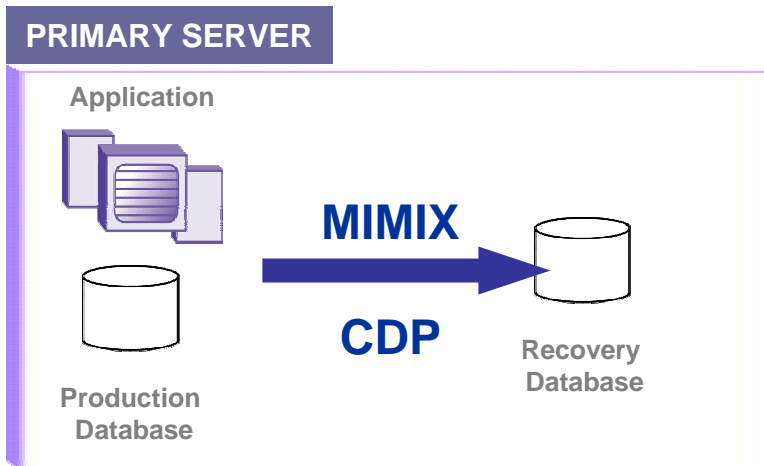 PRIMARY SERVER
Application
MIMIX
CDP
Production
Database
Recovery
Database